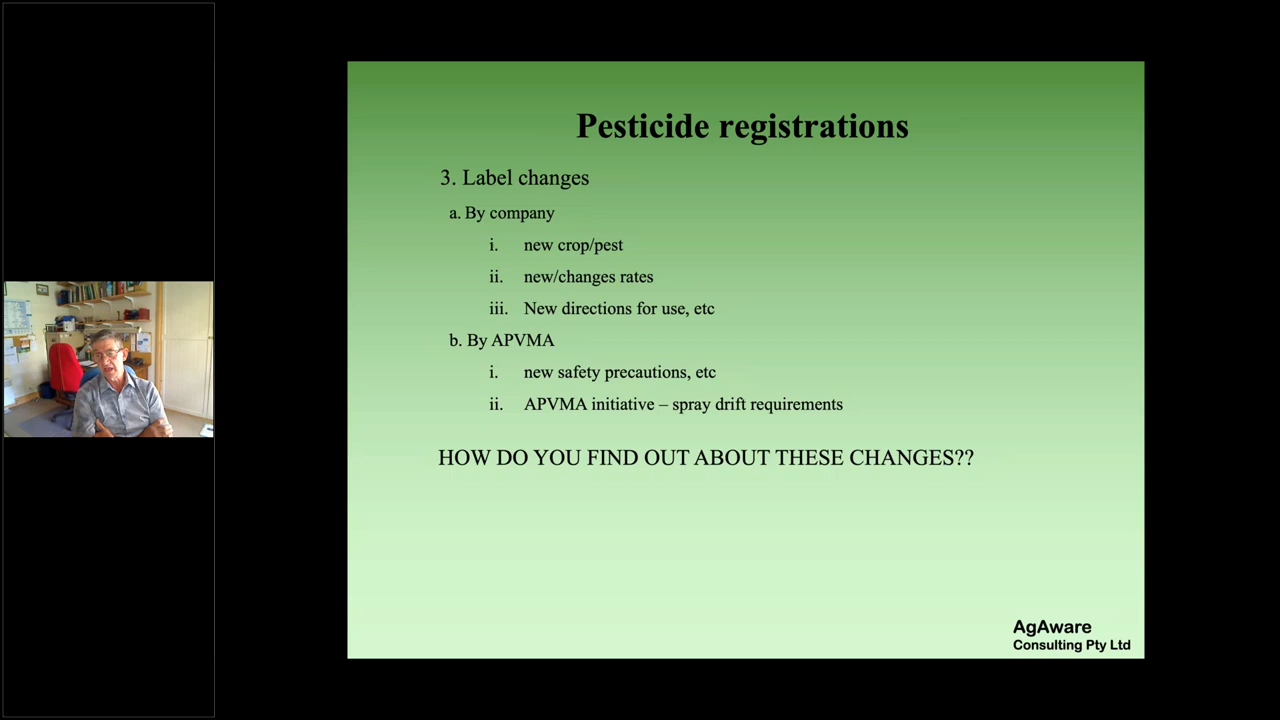 Pesticide registrations
3. Label changes
a. By company
i. new crop/pest
ii. new/changes rates
iii. New directions for use, etc
b. By APVMA
i. new safety precautions, etc
ii. APVMA initiative – spray drift requirements
HOW DO YOU FIND OUT ABOUT THESE CHANGES??
AgAware
Consulting Pty Ltd